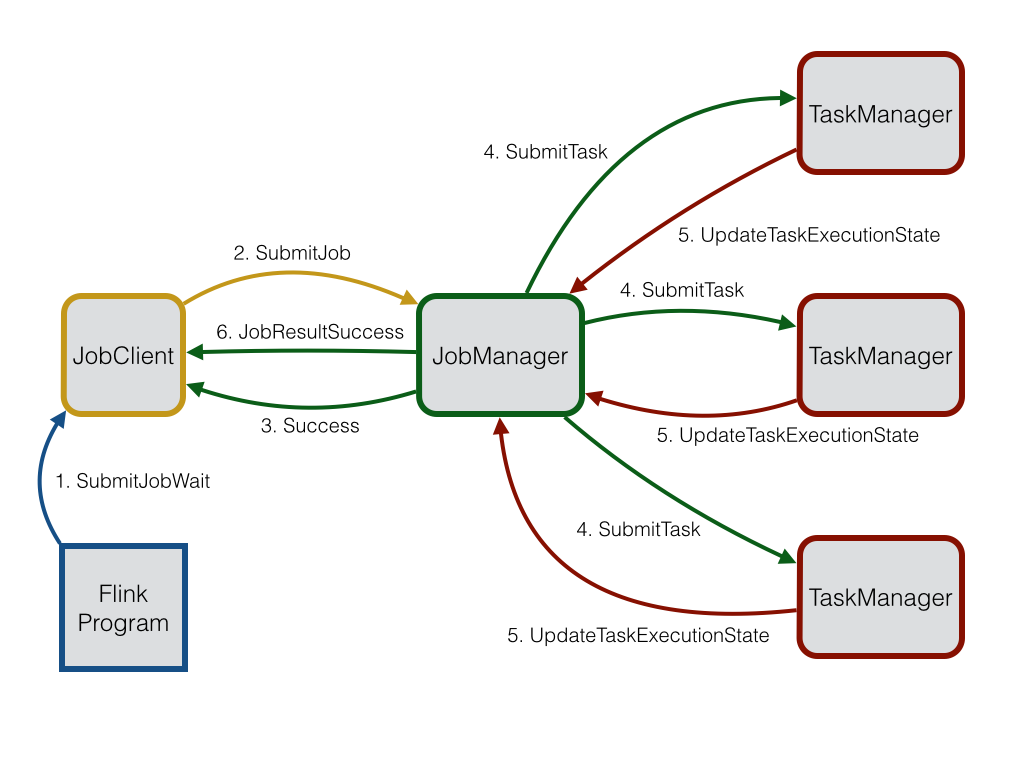 TaskManager
4. SubmitTask
5. UpdateTaskExecutionState
2. SubmitJob
4. SubmitTask
6. JobResultSuccess
JobClient
JobManager
TaskManager
3. Success
5. UpdateTaskExecutionState
1. SubmitJobWait
4. SubmitTask
Flink
Program
TaskManager
5. UpdateTaskExecutionState